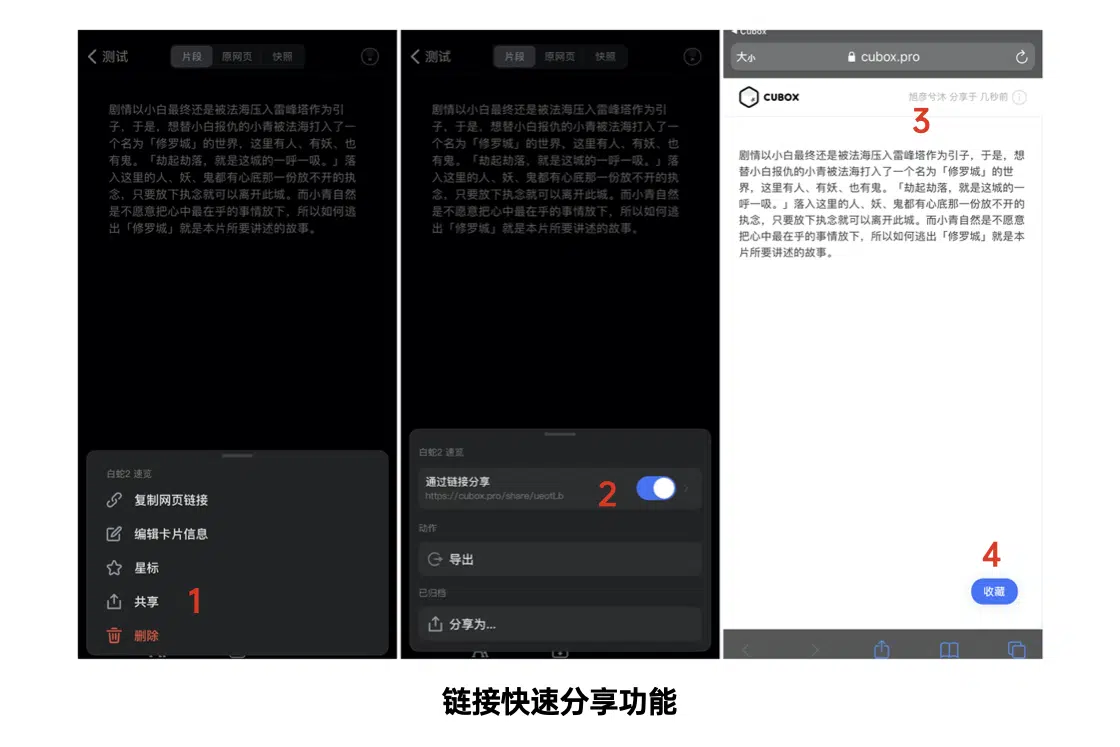 测试
片段 原网页 快照
剧情以小白最终还是被法海压入雷峰塔作为引
子，于是，想替小白报仇的小青被法海打入了一
个名为「修罗城」的世界，这里有人、有妖、也
有鬼。「劫起劫落，就是这城的一呼一吸。」落
入这里的人、妖、鬼都有心底那一份放不开的执
念，只要放下执念就可以离开此城。而小青自然
是不愿意把心中最在乎的事情放下，所以如何逃
出「修罗城」就是本片所要讲述的故事。
白蛇2 速览
复制网页链接
编辑卡片信息
星标
共享 1
删除
测试
片段 原网页 快照
剧情以小白最终还是被法海压入雷峰塔作为引
子，于是，想替小白报仇的小青被法海打入了一
个名为「修罗城」的世界，这里有人、有妖、也
有鬼。「劫起劫落，就是这城的一呼一吸。」落
入这里的人、妖、鬼都有心底那一份放不开的执
念，只要放下执念就可以离开此城。而小青自然
是不愿意把心中最在乎的事情放下，所以如何逃
出「修罗城」就是本片所要讲述的故事。
白蛇2 速览
通过链接分享
https://cubox.pro/share/ueotLb
2
动作
导出
已归档
分享为...
Cubox
大小 cubox.pro
CUBOX 旭彦兮沐 分享于 几秒前
3
剧情以小白最终还是被法海压入雷峰塔作为引子，于是，想
替小白报仇的小青被法海打入了一个名为「修罗城」的世
界，这里有人、有妖、也有鬼。「劫起劫落，就是这城的一
呼一吸。」落入这里的人、妖、鬼都有心底那一份放不开的
执念，只要放下执念就可以离开此城。而小青自然是不愿意
把心中最在乎的事情放下，所以如何逃出「修罗城」就是本
片所要讲述的故事。
4
收藏
链接快速分享功能